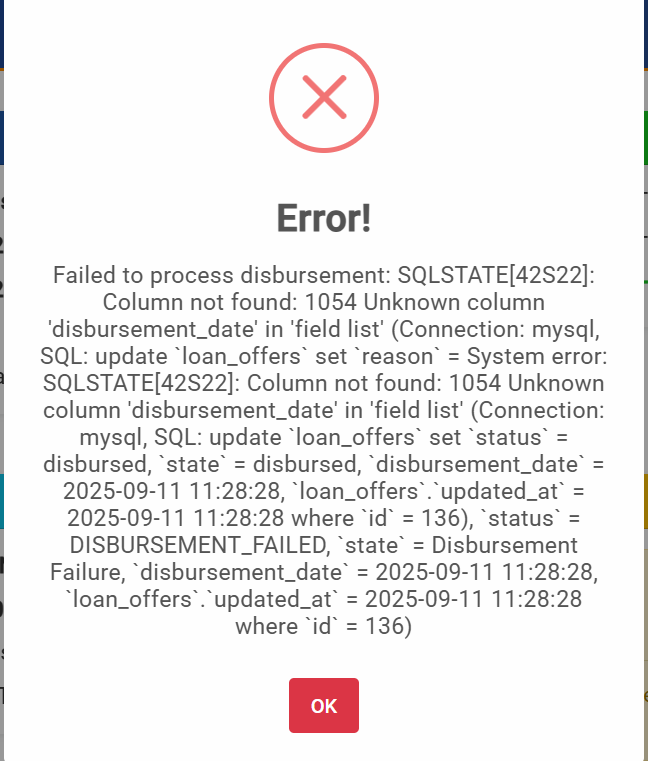 Error!
Failed to process disbursement: SQLSTATE[42S22]:
Column not found: 1054 Unknown column
'disbursement_date' in 'field list' (Connection: mysql,
SQL: update `loan_offers` set `reason` = System error:
SQLSTATE[42S22]: Column not found: 1054 Unknown
column 'disbursement_date' in 'field list' (Connection:
mysql, SQL: update `loan_offers` set `status` =
disbursed, `state` = disbursed, `disbursement_date` =
2025-09-11 11:28:28, `loan_offers`.`updated_at` =
2025-09-11 11:28:28 where `id` = 136), `status` =
DISBURSEMENT_FAILED, `state` = Disbursement
Failure, `disbursement_date` = 2025-09-11 11:28:28,
`loan_offers`.`updated_at` = 2025-09-11 11:28:28
where `id` = 136)
OK